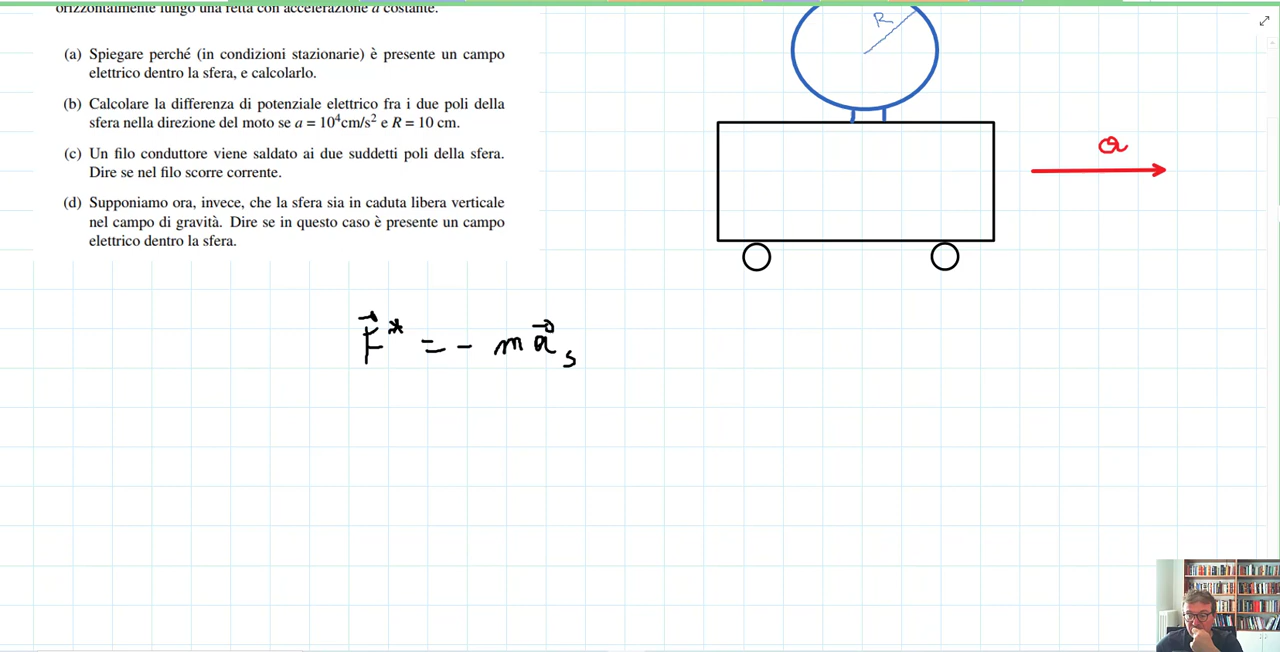 orizzontalmente lungo una retta con accelerazione a costante.
(a) Spiegare perché (in condizioni stazionarie) è presente un campo
elettrico dentro la sfera, e calcolarlo.
(b) Calcolare la differenza di potenziale elettrico fra i due poli della
sfera nella direzione del moto se a = 10⁴cm/s² e R = 10 cm.
(c) Un filo conduttore viene saldato ai due suddetti poli della sfera.
Dire se nel filo scorre corrente.
(d) Supponiamo ora, invece, che la sfera sia in caduta libera verticale
nel campo di gravità. Dire se in questo caso è presente un campo
elettrico dentro la sfera.
R
a
F⃗* = - m a⃗ₛ